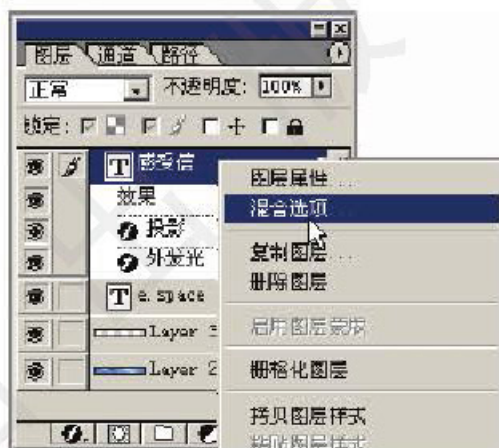 图层 通道 路径
正常 不透明度: 100%
锁定:
T 感受信
效果
投影
外发光
T e.space
Layer 3
Layer 2
图层属性...
混合选项...
复制图层...
删除图层
启用图层蒙版
栅格化图层
拷贝图层样式
粘贴图层样式